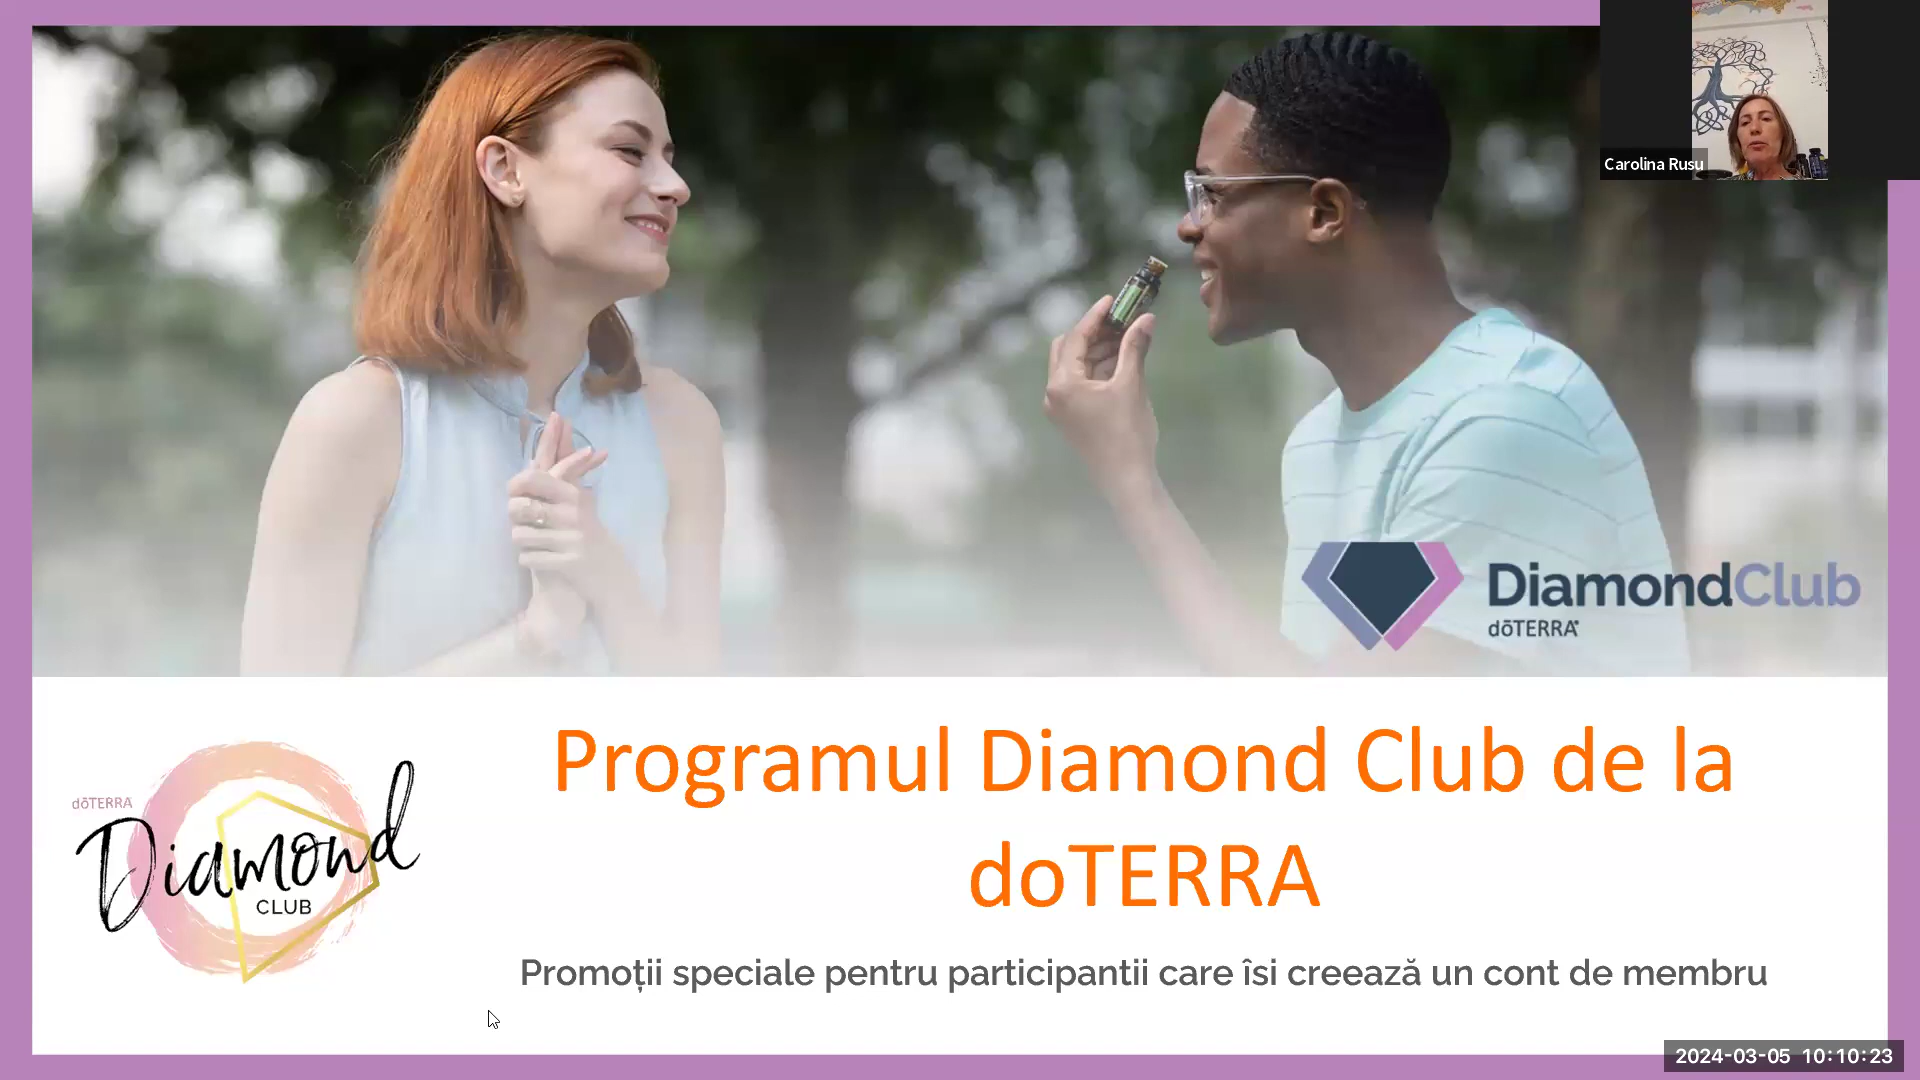 Carolina Rusu
DiamondClub
dōTERRA
Programul Diamond Club de la
doTERRA
dōTERRA
Diamond
CLUB
Promoții speciale pentru participantii care îsi creează un cont de membru
2024-03-05 10:10:23